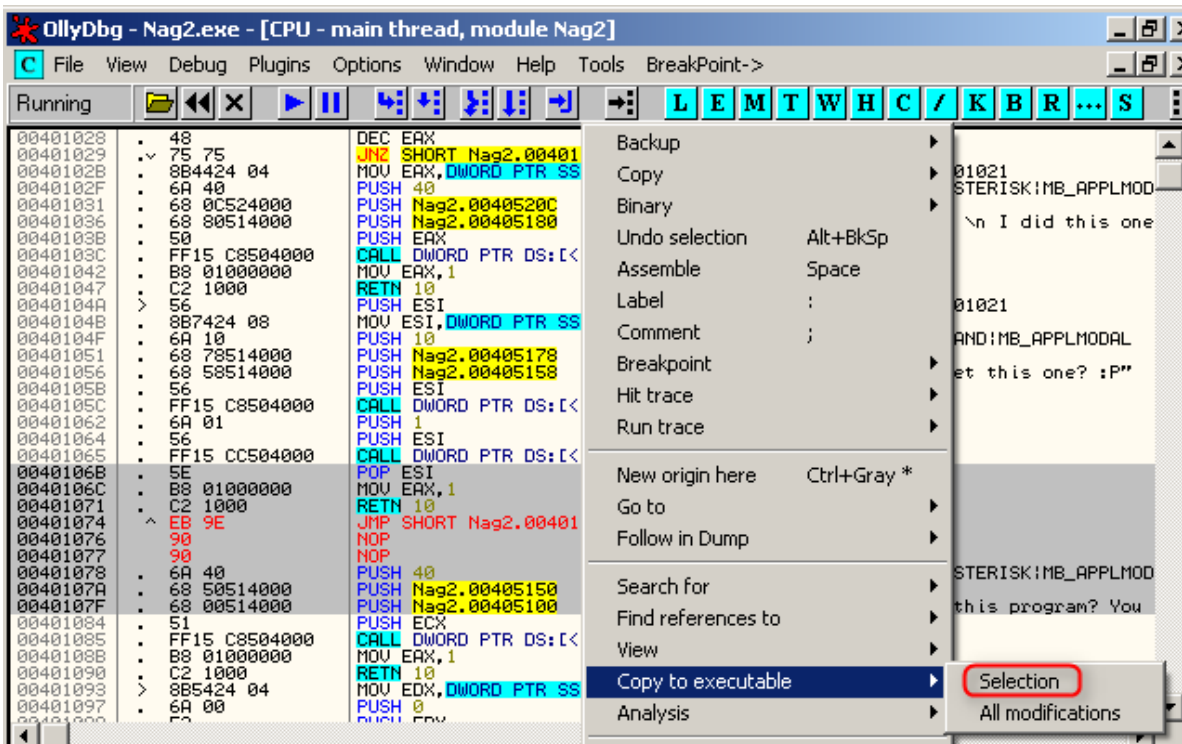 OllyDbg - Nag2.exe - [CPU - main thread, module Nag2]
C File View Debug Plugins Options Window Help Tools BreakPoint->
Running L E M T W H C / K B R ... S
00401028 . 48 DEC EAX
00401029 .v 75 75 JNZ SHORT Nag2.00401
0040102B . 8B4424 04 MOV EAX,DWORD PTR SS 01021
0040102F . 6A 40 PUSH 40 STERISK|MB_APPLMOD
00401031 . 68 0C524000 PUSH Nag2.0040520C
00401036 . 68 80514000 PUSH Nag2.00405180 \n I did this one
0040103B . 50 PUSH EAX
0040103C . FF15 C8504000 CALL DWORD PTR DS:[<
00401042 . B8 01000000 MOV EAX,1
00401047 . C2 1000 RETN 10
0040104A > 56 PUSH ESI 01021
0040104B . 8B7424 08 MOV ESI,DWORD PTR SS
0040104F . 6A 10 PUSH 10 AND|MB_APPLMODAL
00401051 . 68 78514000 PUSH Nag2.00405178
00401056 . 68 58514000 PUSH Nag2.00405158 et this one? :P"
0040105B . 56 PUSH ESI
0040105C . FF15 C8504000 CALL DWORD PTR DS:[<
00401062 . 6A 01 PUSH 1
00401064 . 56 PUSH ESI
00401065 . FF15 CC504000 CALL DWORD PTR DS:[<
0040106B . 5E POP ESI
0040106C . B8 01000000 MOV EAX,1
00401071 . C2 1000 RETN 10
00401074 ^ EB 9E JMP SHORT Nag2.00401
00401076 90 NOP
00401077 90 NOP
00401078 . 6A 40 PUSH 40 STERISK|MB_APPLMOD
0040107A . 68 50514000 PUSH Nag2.00405150
0040107F . 68 00514000 PUSH Nag2.00405100 this program? You
00401084 . 51 PUSH ECX
00401085 . FF15 C8504000 CALL DWORD PTR DS:[<
0040108B . B8 01000000 MOV EAX,1
00401090 . C2 1000 RETN 10
00401093 > 8B5424 04 MOV EDX,DWORD PTR SS
00401097 . 6A 00 PUSH 0
Backup
Copy
Binary
Undo selection Alt+BkSp
Assemble Space
Label :
Comment ;
Breakpoint
Hit trace
Run trace
New origin here Ctrl+Gray *
Go to
Follow in Dump
Search for
Find references to
View
Copy to executable
Analysis
Selection
All modifications